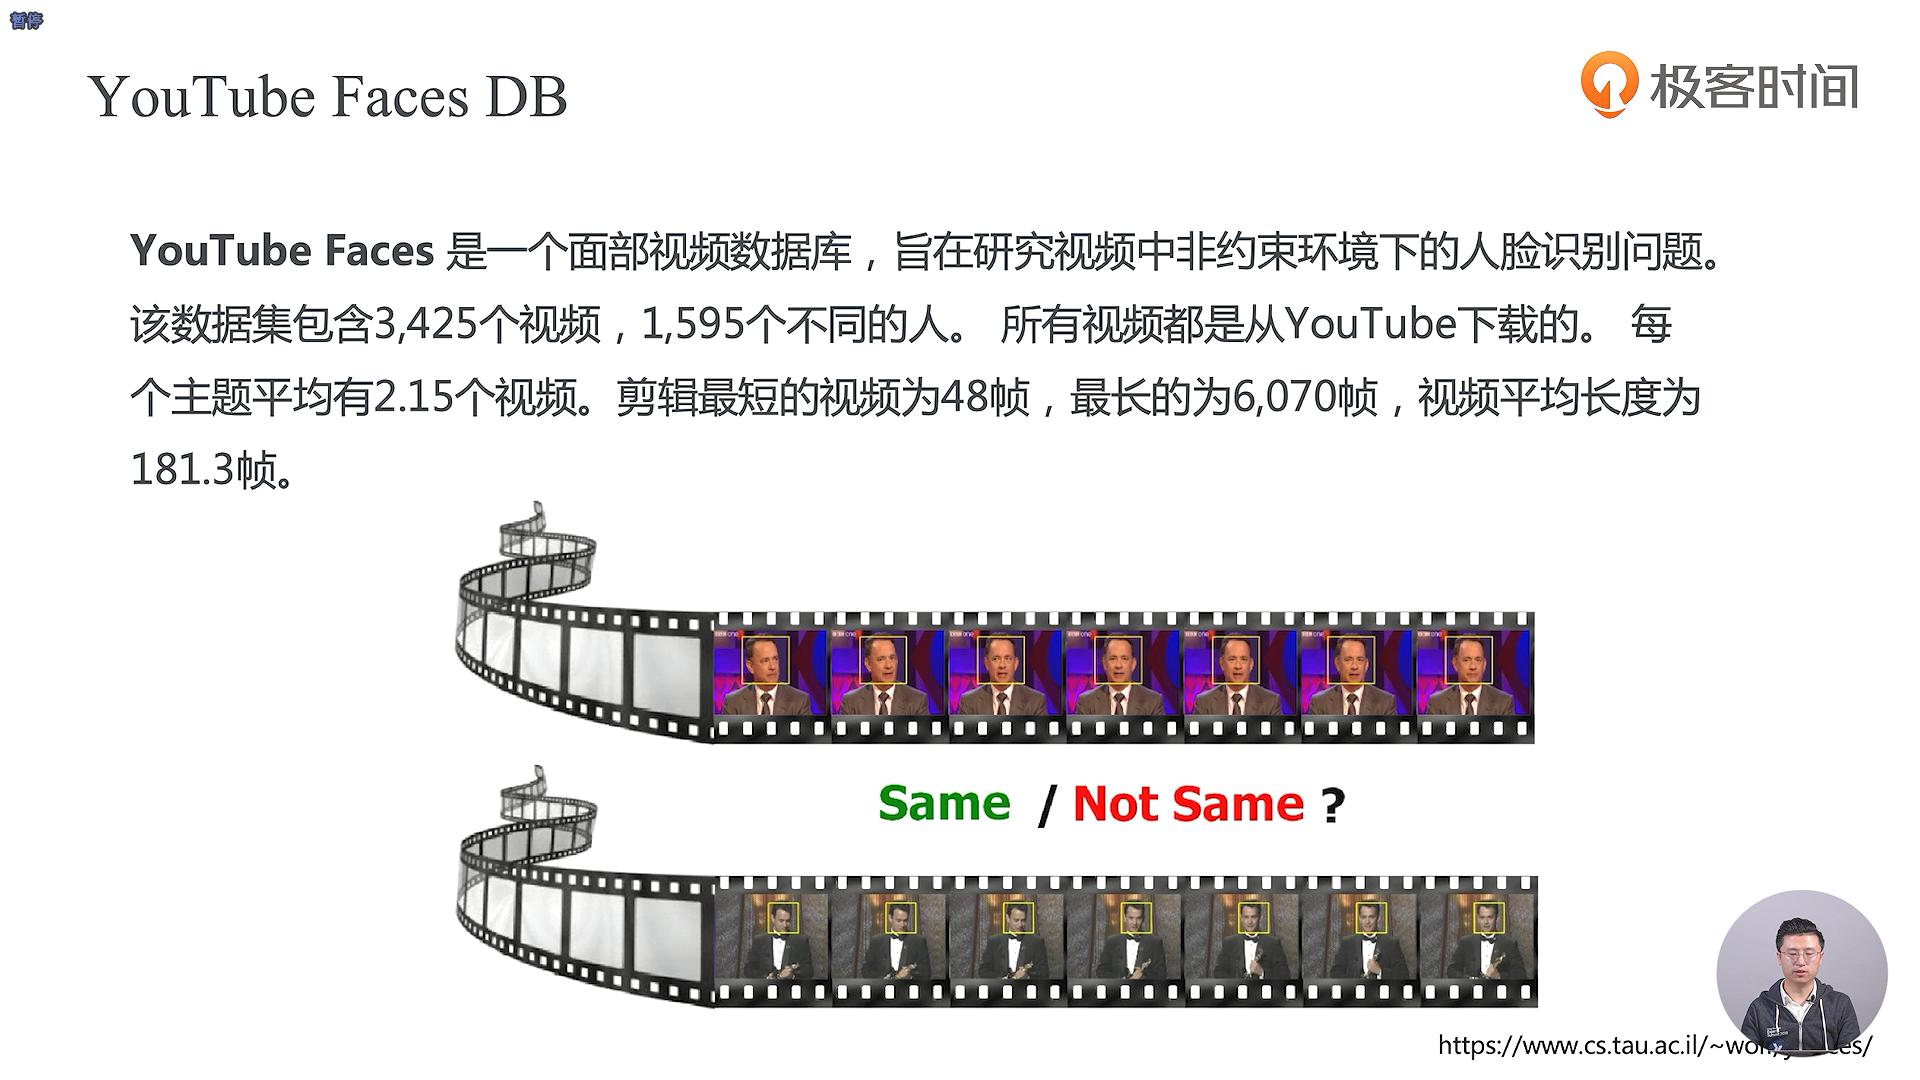 暂停
YouTube Faces DB
极客时间
YouTube Faces 是一个面部视频数据库，旨在研究视频中非约束环境下的人脸识别问题。
该数据集包含3,425个视频，1,595个不同的人。 所有视频都是从YouTube下载的。 每
个主题平均有2.15个视频。剪辑最短的视频为48帧，最长的为6,070帧，视频平均长度为
181.3帧。
Same / Not Same ?
https://www.cs.tau.ac.il/~wol